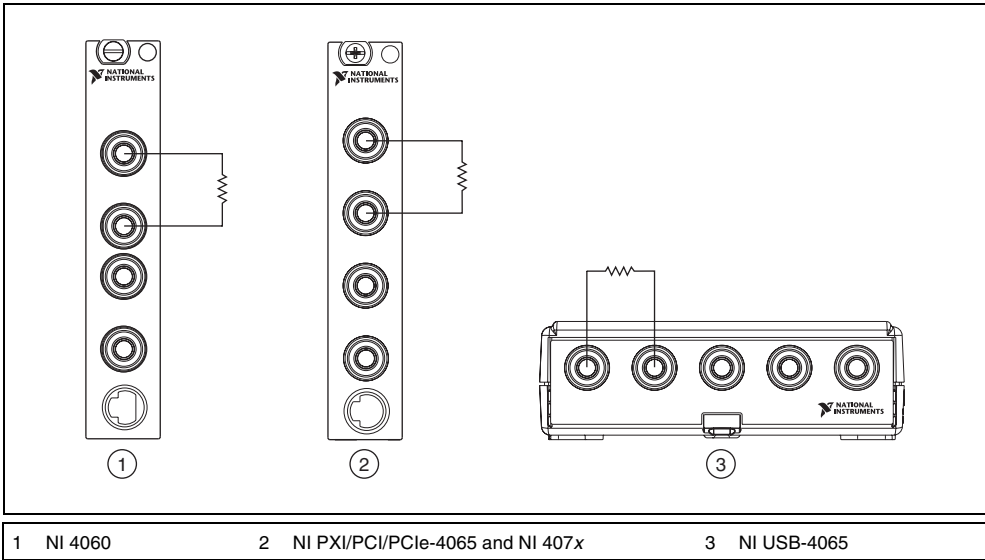 NATIONAL
INSTRUMENTS
NATIONAL
INSTRUMENTS
NATIONAL
INSTRUMENTS
1
2
3
1 NI 4060 2 NI PXI/PCI/PCIe-4065 and NI 407x 3 NI USB-4065